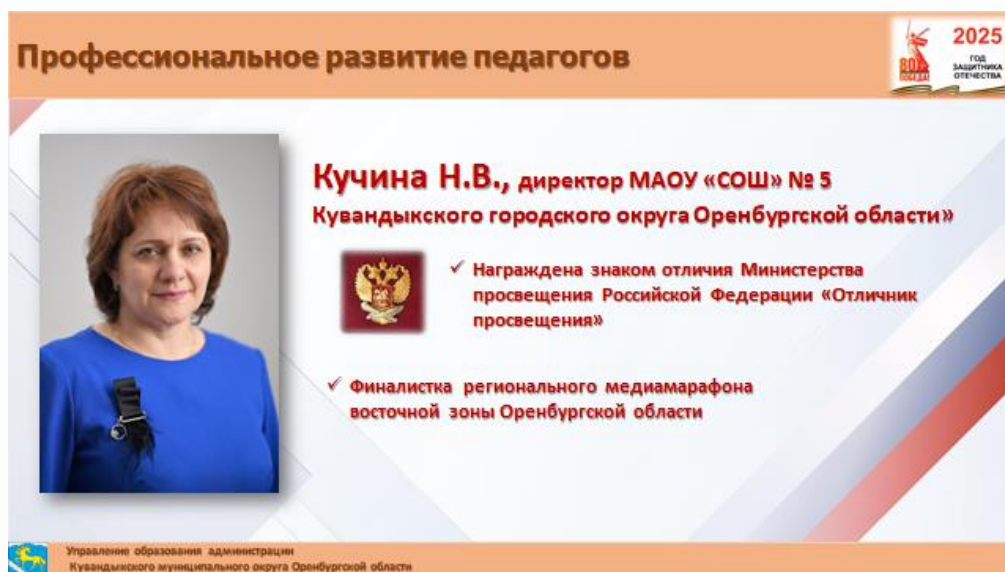 Профессиональное развитие педагогов
2025
ГОД
ЗАЩИТНИКА
ОТЕЧЕСТВА
80
ПОБЕДА!
Кучина Н.В., директор МАОУ «СОШ» № 5
Кувандыкского городского округа Оренбургской области»
✓ Награждена знаком отличия Министерства
просвещения Российской Федерации «Отличник
просвещения»
✓ Финалистка регионального медиамарафона
восточной зоны Оренбургской области
Управление образования администрации
Кувандыкского муниципального округа Оренбургской области